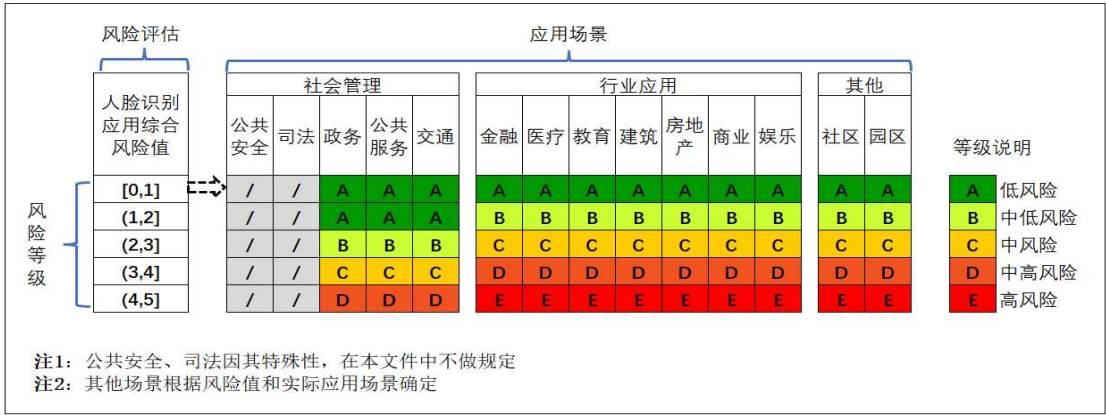 风险评估
应用场景
人脸识别
应用综合
风险值
社会管理
行业应用
其他
公共安全 司法 政务 公共服务 交通 金融 医疗 教育 建筑 房地产 商业 娱乐 社区 园区
等级说明
风险等级
[0,1] / / A A A A A A A A A A A A A 低风险
(1,2] / / A A A B B B B B B B B B B 中低风险
(2,3] / / B B B C C C C C C C C C C 中风险
(3,4] / / C C C D D D D D D D D D D 中高风险
(4,5] / / D D D E E E E E E E E E E 高风险
注1：公共安全、司法因其特殊性，在本文件中不做规定
注2：其他场景根据风险值和实际应用场景确定